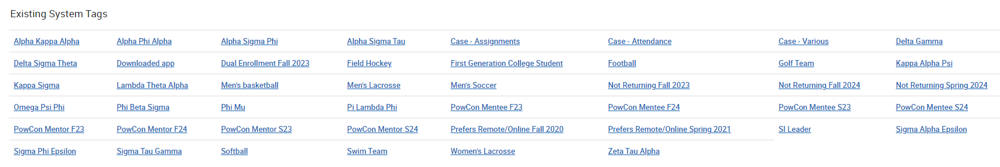 Existing System Tags
Alpha Kappa Alpha Alpha Phi Alpha Alpha Sigma Phi Alpha Sigma Tau Case - Assignments Case - Attendance Case - Various Delta Gamma
Delta Sigma Theta Downloaded app Dual Enrollment Fall 2023 Field Hockey First Generation College Student Football Golf Team Kappa Alpha Psi
Kappa Sigma Lambda Theta Alpha Men's basketball Men's Lacrosse Men's Soccer Not Returning Fall 2023 Not Returning Fall 2024 Not Returning Spring 2024
Omega Psi Phi Phi Beta Sigma Phi Mu Pi Lambda Phi PowCon Mentee F23 PowCon Mentee F24 PowCon Mentee S23 PowCon Mentee S24
PowCon Mentor F23 PowCon Mentor F24 PowCon Mentor S23 PowCon Mentor S24 Prefers Remote/Online Fall 2020 Prefers Remote/Online Spring 2021 SI Leader Sigma Alpha Epsilon
Sigma Phi Epsilon Sigma Tau Gamma Softball Swim Team Women's Lacrosse Zeta Tau Alpha